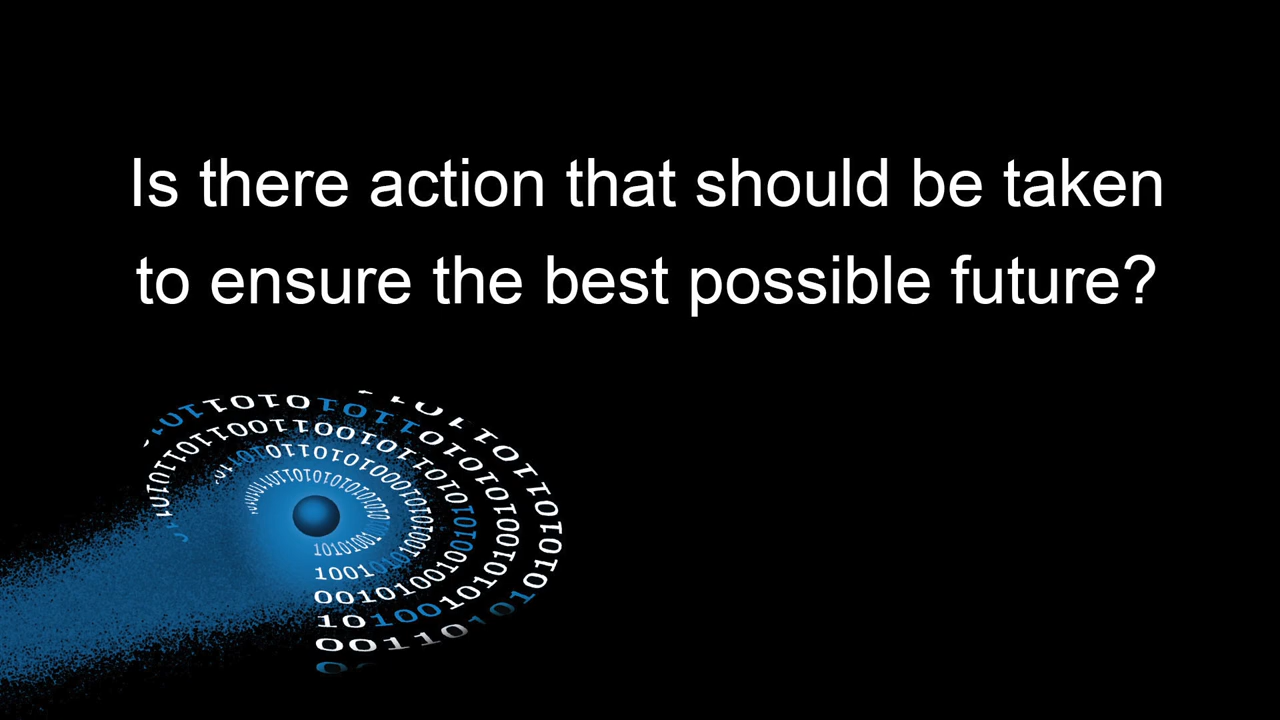 Is there action that should be taken
to ensure the best possible future?